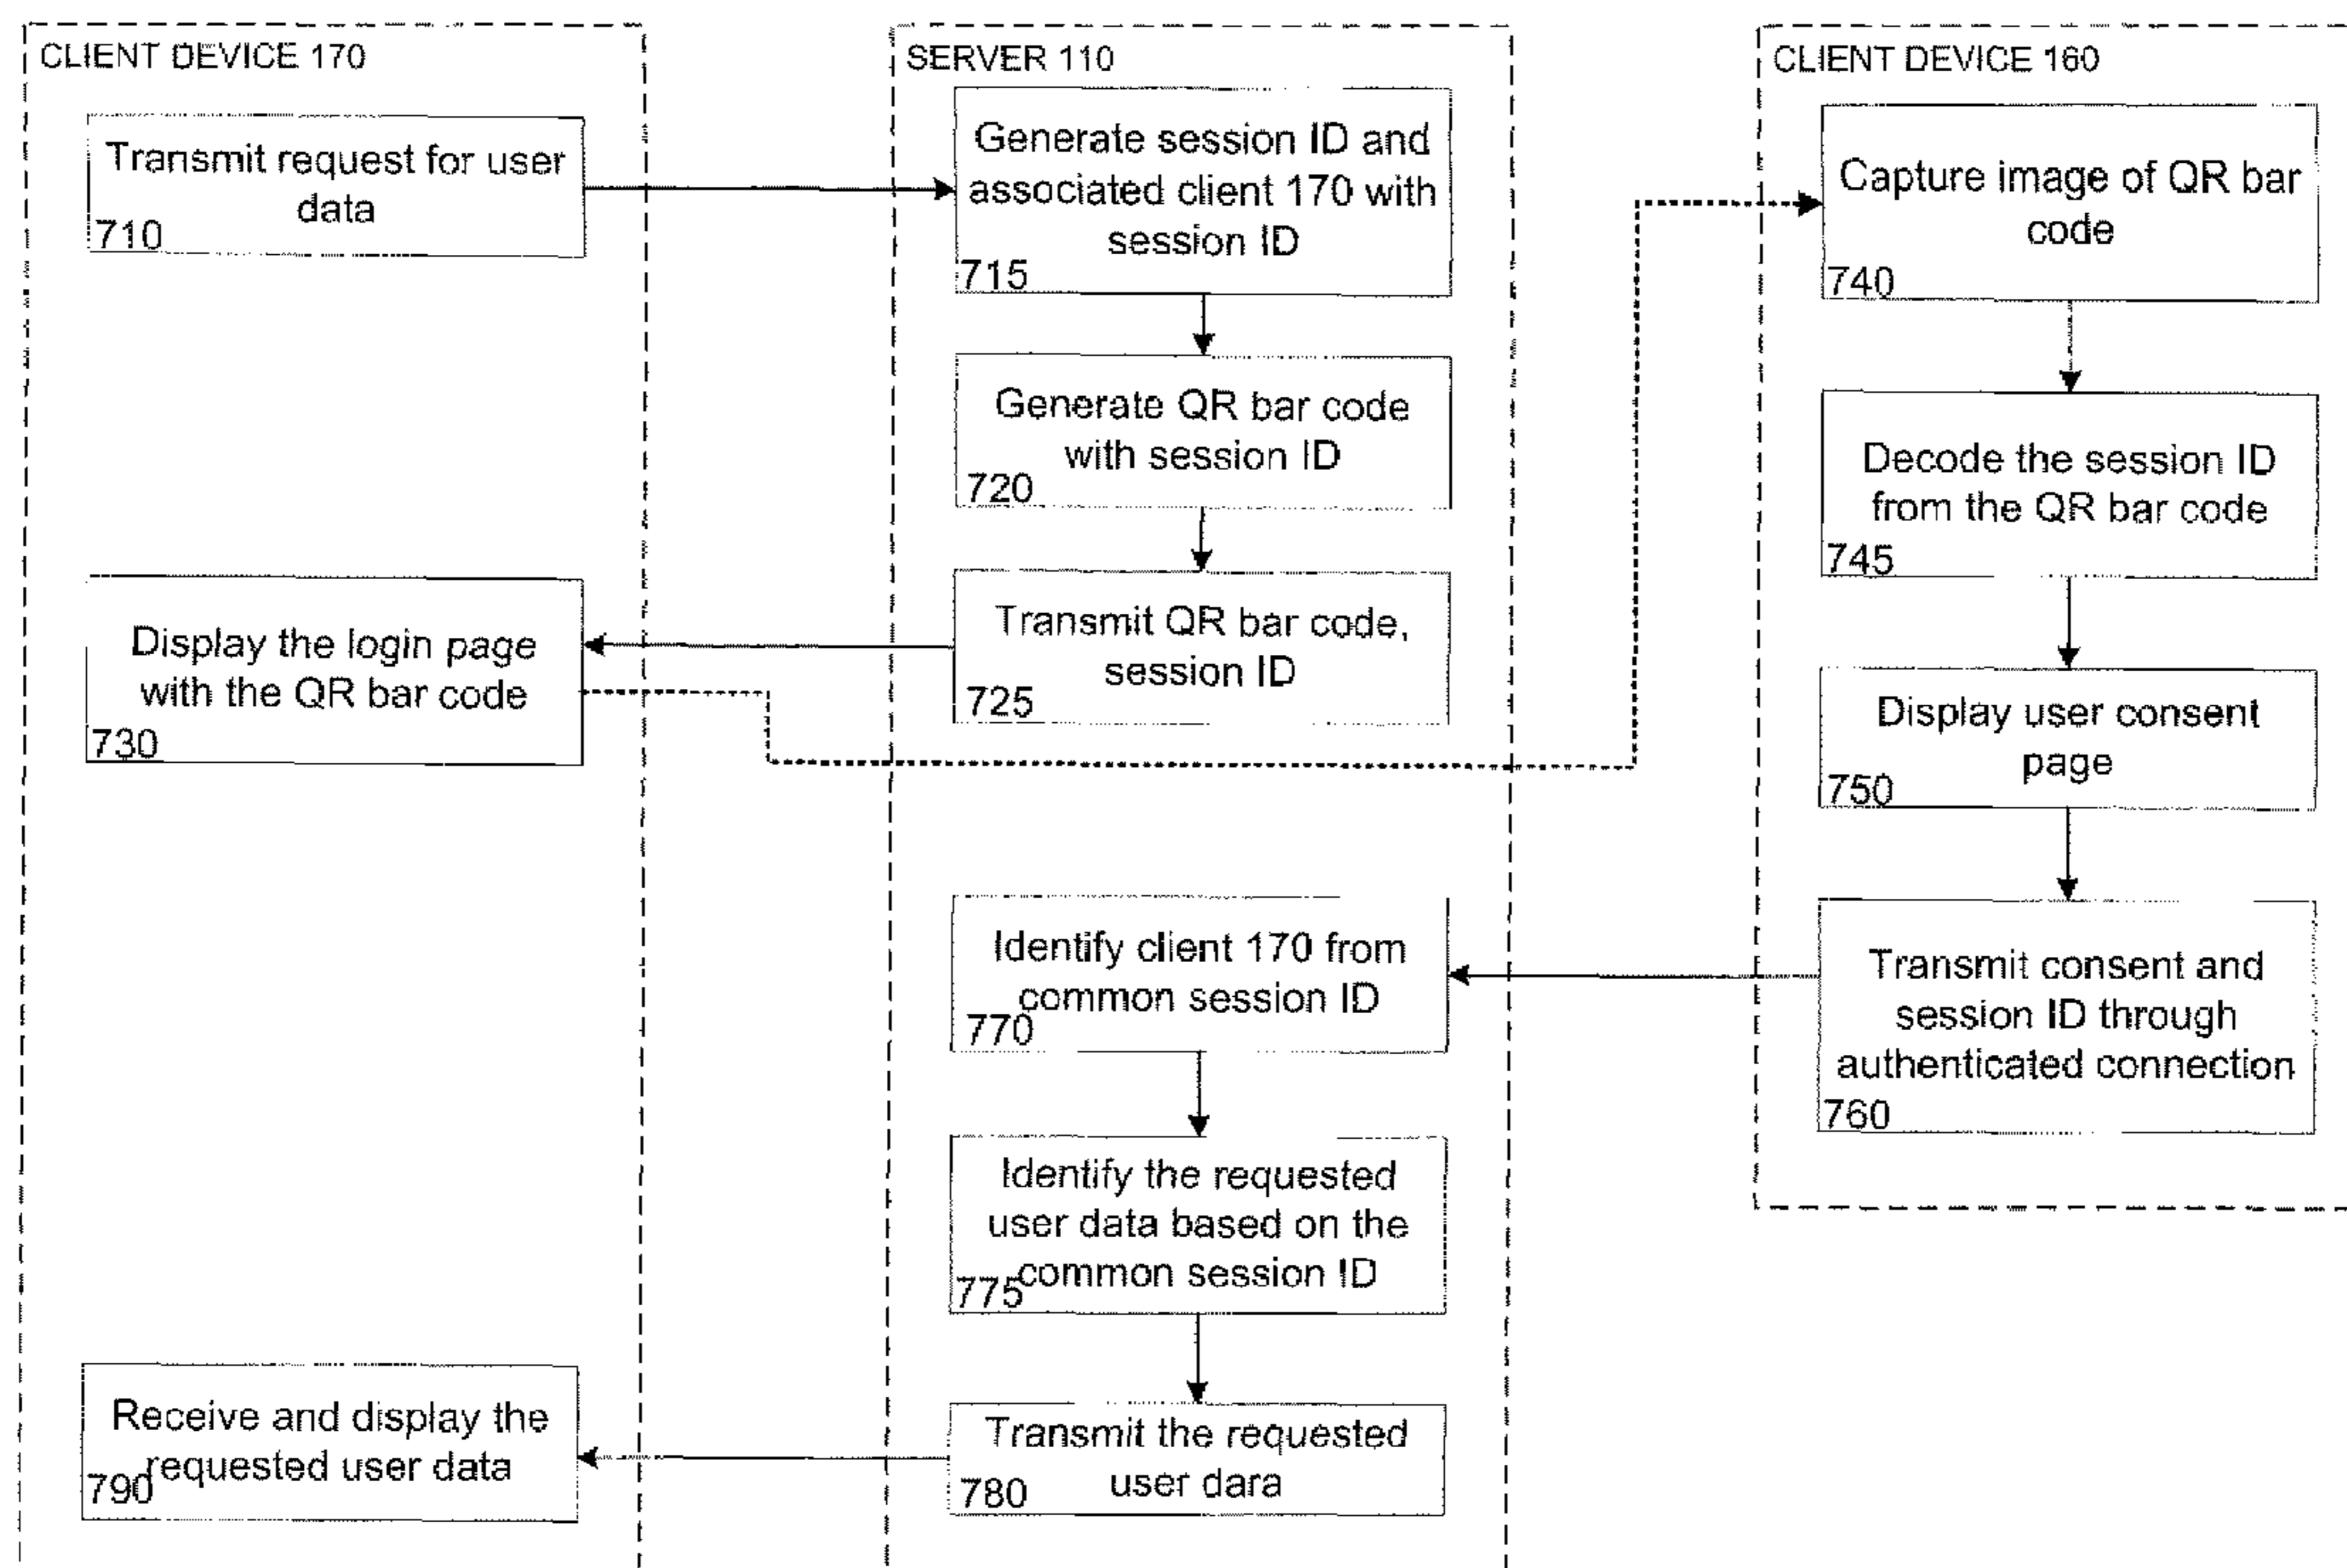 CLIENT DEVICE 170
Transmit request for user
data
710
Display the login page
with the QR bar code
730
Receive and display the
requested user data
790
SERVER 110
Generate session ID and
associated client 170 with
session ID
715
Generate QR bar code
with session ID
720
Transmit QR bar code,
session ID
725
Identify client 170 from
common session ID
770
Identify the requested
user data based on the
common session ID
775
Transmit the requested
user dara
780
CLIENT DEVICE 160
Capture image of QR bar
code
740
Decode the session ID
from the QR bar code
745
Display user consent
page
750
Transmit consent and
session ID through
authenticated connection
760